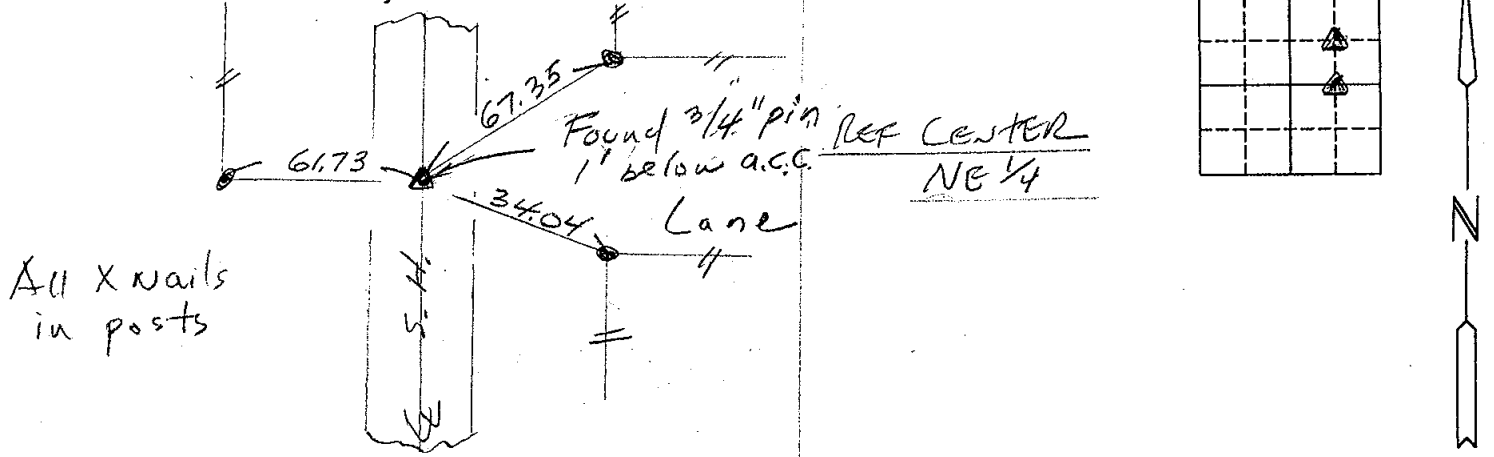 67.35
Found 3/4" pin
1' below a.c.c.
REF CENTER
NE 1/4
61.73
34.04
Lane
All X Nails
in posts
S. H.
N